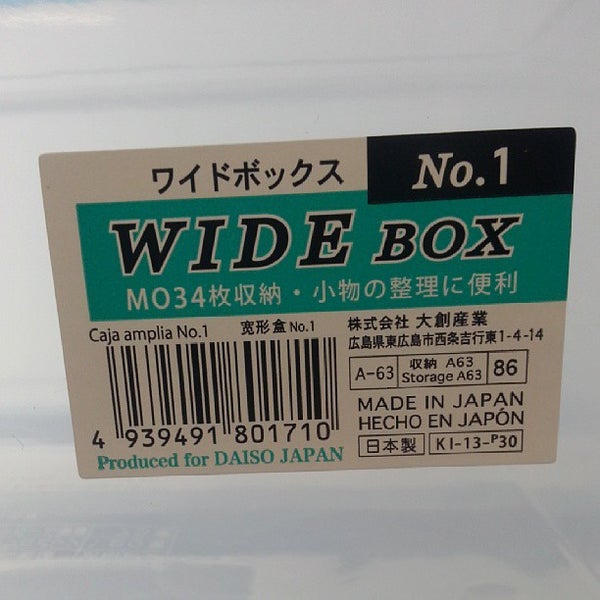 ワイドボックス
No.1
WIDE BOX
MO34枚収納・小物の整理に便利
Caja amplia No.1 宽形盒 No.1
株式会社 大創産業
広島県東広島市西条吉行東1-4-14
A-63
収納 A63
Storage A63
86
MADE IN JAPAN
HECHO EN JAPÓN
日本製
KI-13-P30
4 939491 801710
Produced for DAISO JAPAN